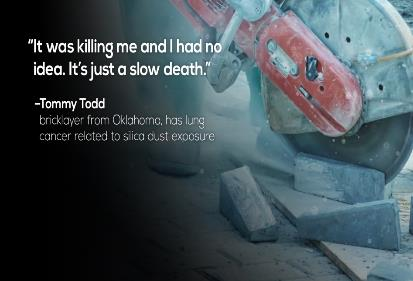 “It was killing me and I had no
idea. It’s just a slow death.”
–Tommy Todd
bricklayer from Oklahoma, has lung
cancer related to silica dust exposure